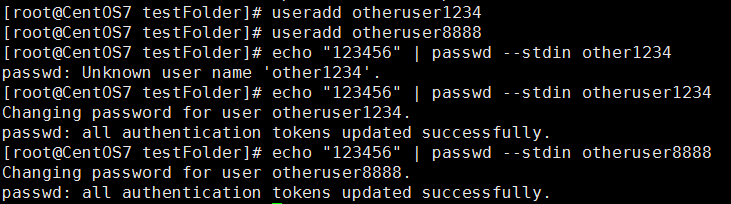 [root@CentOS7 testFolder]# useradd otheruser1234
[root@CentOS7 testFolder]# useradd otheruser8888
[root@CentOS7 testFolder]# echo "123456" | passwd --stdin other1234
passwd: Unknown user name 'other1234'.
[root@CentOS7 testFolder]# echo "123456" | passwd --stdin otheruser1234
Changing password for user otheruser1234.
passwd: all authentication tokens updated successfully.
[root@CentOS7 testFolder]# echo "123456" | passwd --stdin otheruser8888
Changing password for user otheruser8888.
passwd: all authentication tokens updated successfully.